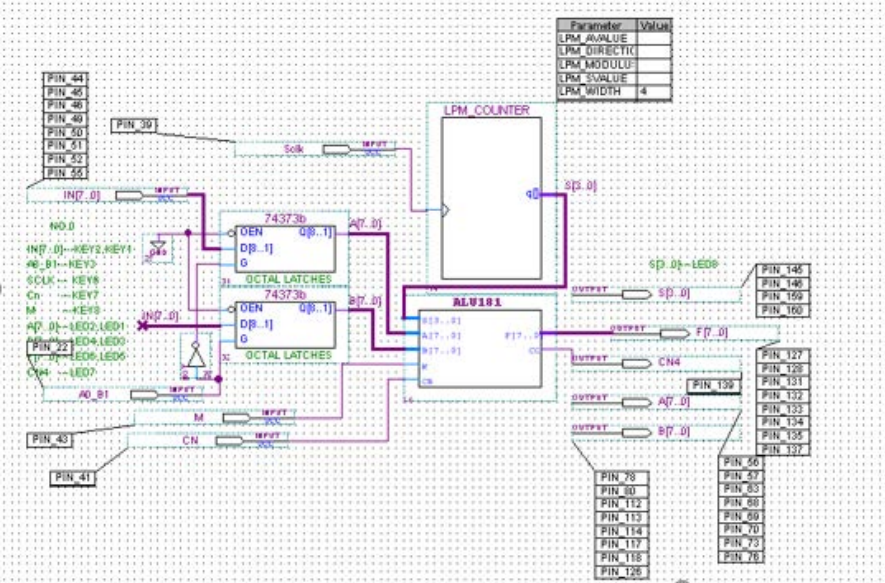 Parameter Value
LPM_AVALUE
LPM_DIRECTI
LPM_MODULU
LPM_SVALUE
LPM_WIDTH 4
PIN_44
PIN_45
PIN_46
PIN_49
PIN_50
PIN_51
PIN_52
PIN_55
PIN_39
LPM_COUNTER
Sclk INPUT
q[] S[3..0]
IN[7..0] INPUT
NO.0
74373b
OEN Q[8..1] A[7..0]
D[8..1]
G
OCTAL LATCHES
GND
IN[7..0]--KEY2,KEY1
A0_B1--KEY3
SCLK -- KEY6
Cn --KEY7
M --KEY8
A[7..0]--LED2,LED1
LED4,LED3
LED6,LED5
CN4 --LED7
PIN_22
74373b
OEN Q[8..1] B[7..0]
IN[7..0] D[8..1]
G
OCTAL LATCHES
ALU181
S[3..0]
A[7..0] F[7..0]
B[7..0]
M
CN
S[3..0]--LED8
OUTPUT S[3..0]
PIN_145
PIN_146
PIN_159
PIN_160
OUTPUT F[7..0]
OUTPUT CN4
PIN_139
PIN_127
PIN_128
PIN_131
PIN_132
PIN_133
PIN_134
PIN_135
PIN_137
A0_B1 INPUT
OUTPUT A[7..0]
M INPUT
OUTPUT B[7..0]
PIN_43
CN INPUT
PIN_41
PIN_56
PIN_57
PIN_63
PIN_68
PIN_69
PIN_70
PIN_73
PIN_76
PIN_78
PIN_80
PIN_112
PIN_113
PIN_114
PIN_117
PIN_118
PIN_126